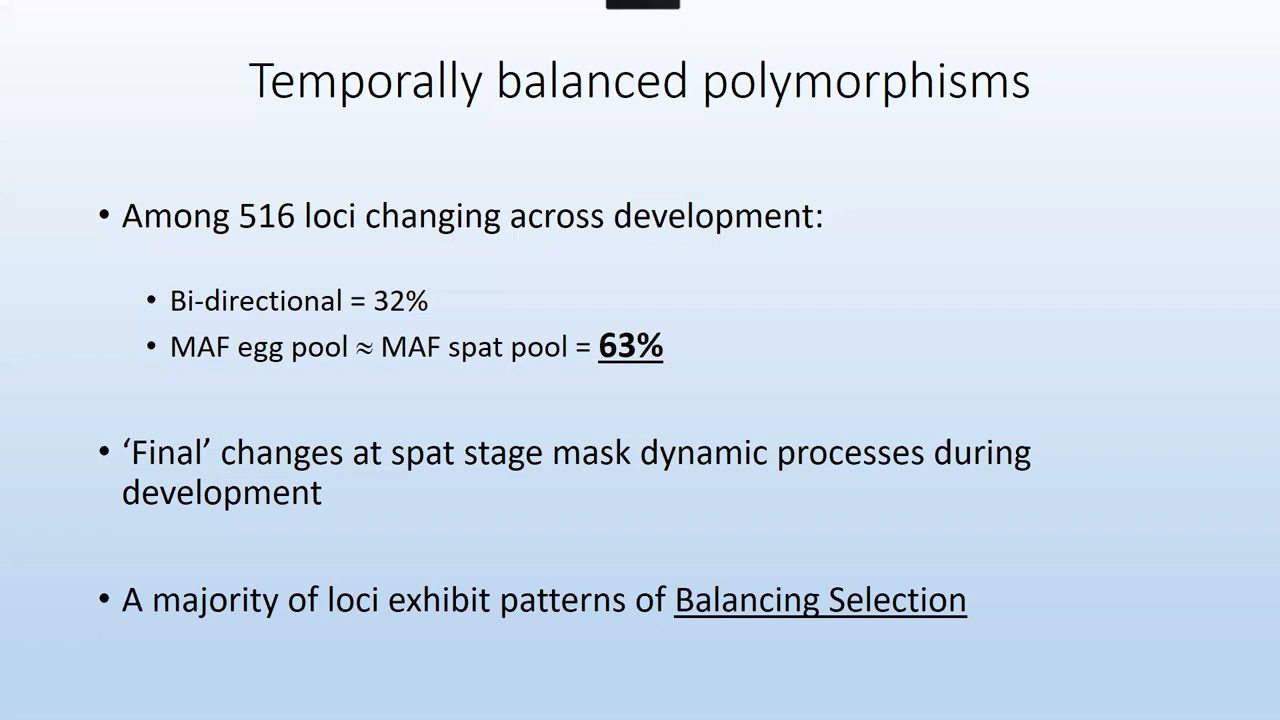 Temporally balanced polymorphisms
• Among 516 loci changing across development:
• Bi-directional = 32%
• MAF egg pool ≈ MAF spat pool = 63%
• ‘Final’ changes at spat stage mask dynamic processes during
development
• A majority of loci exhibit patterns of Balancing Selection